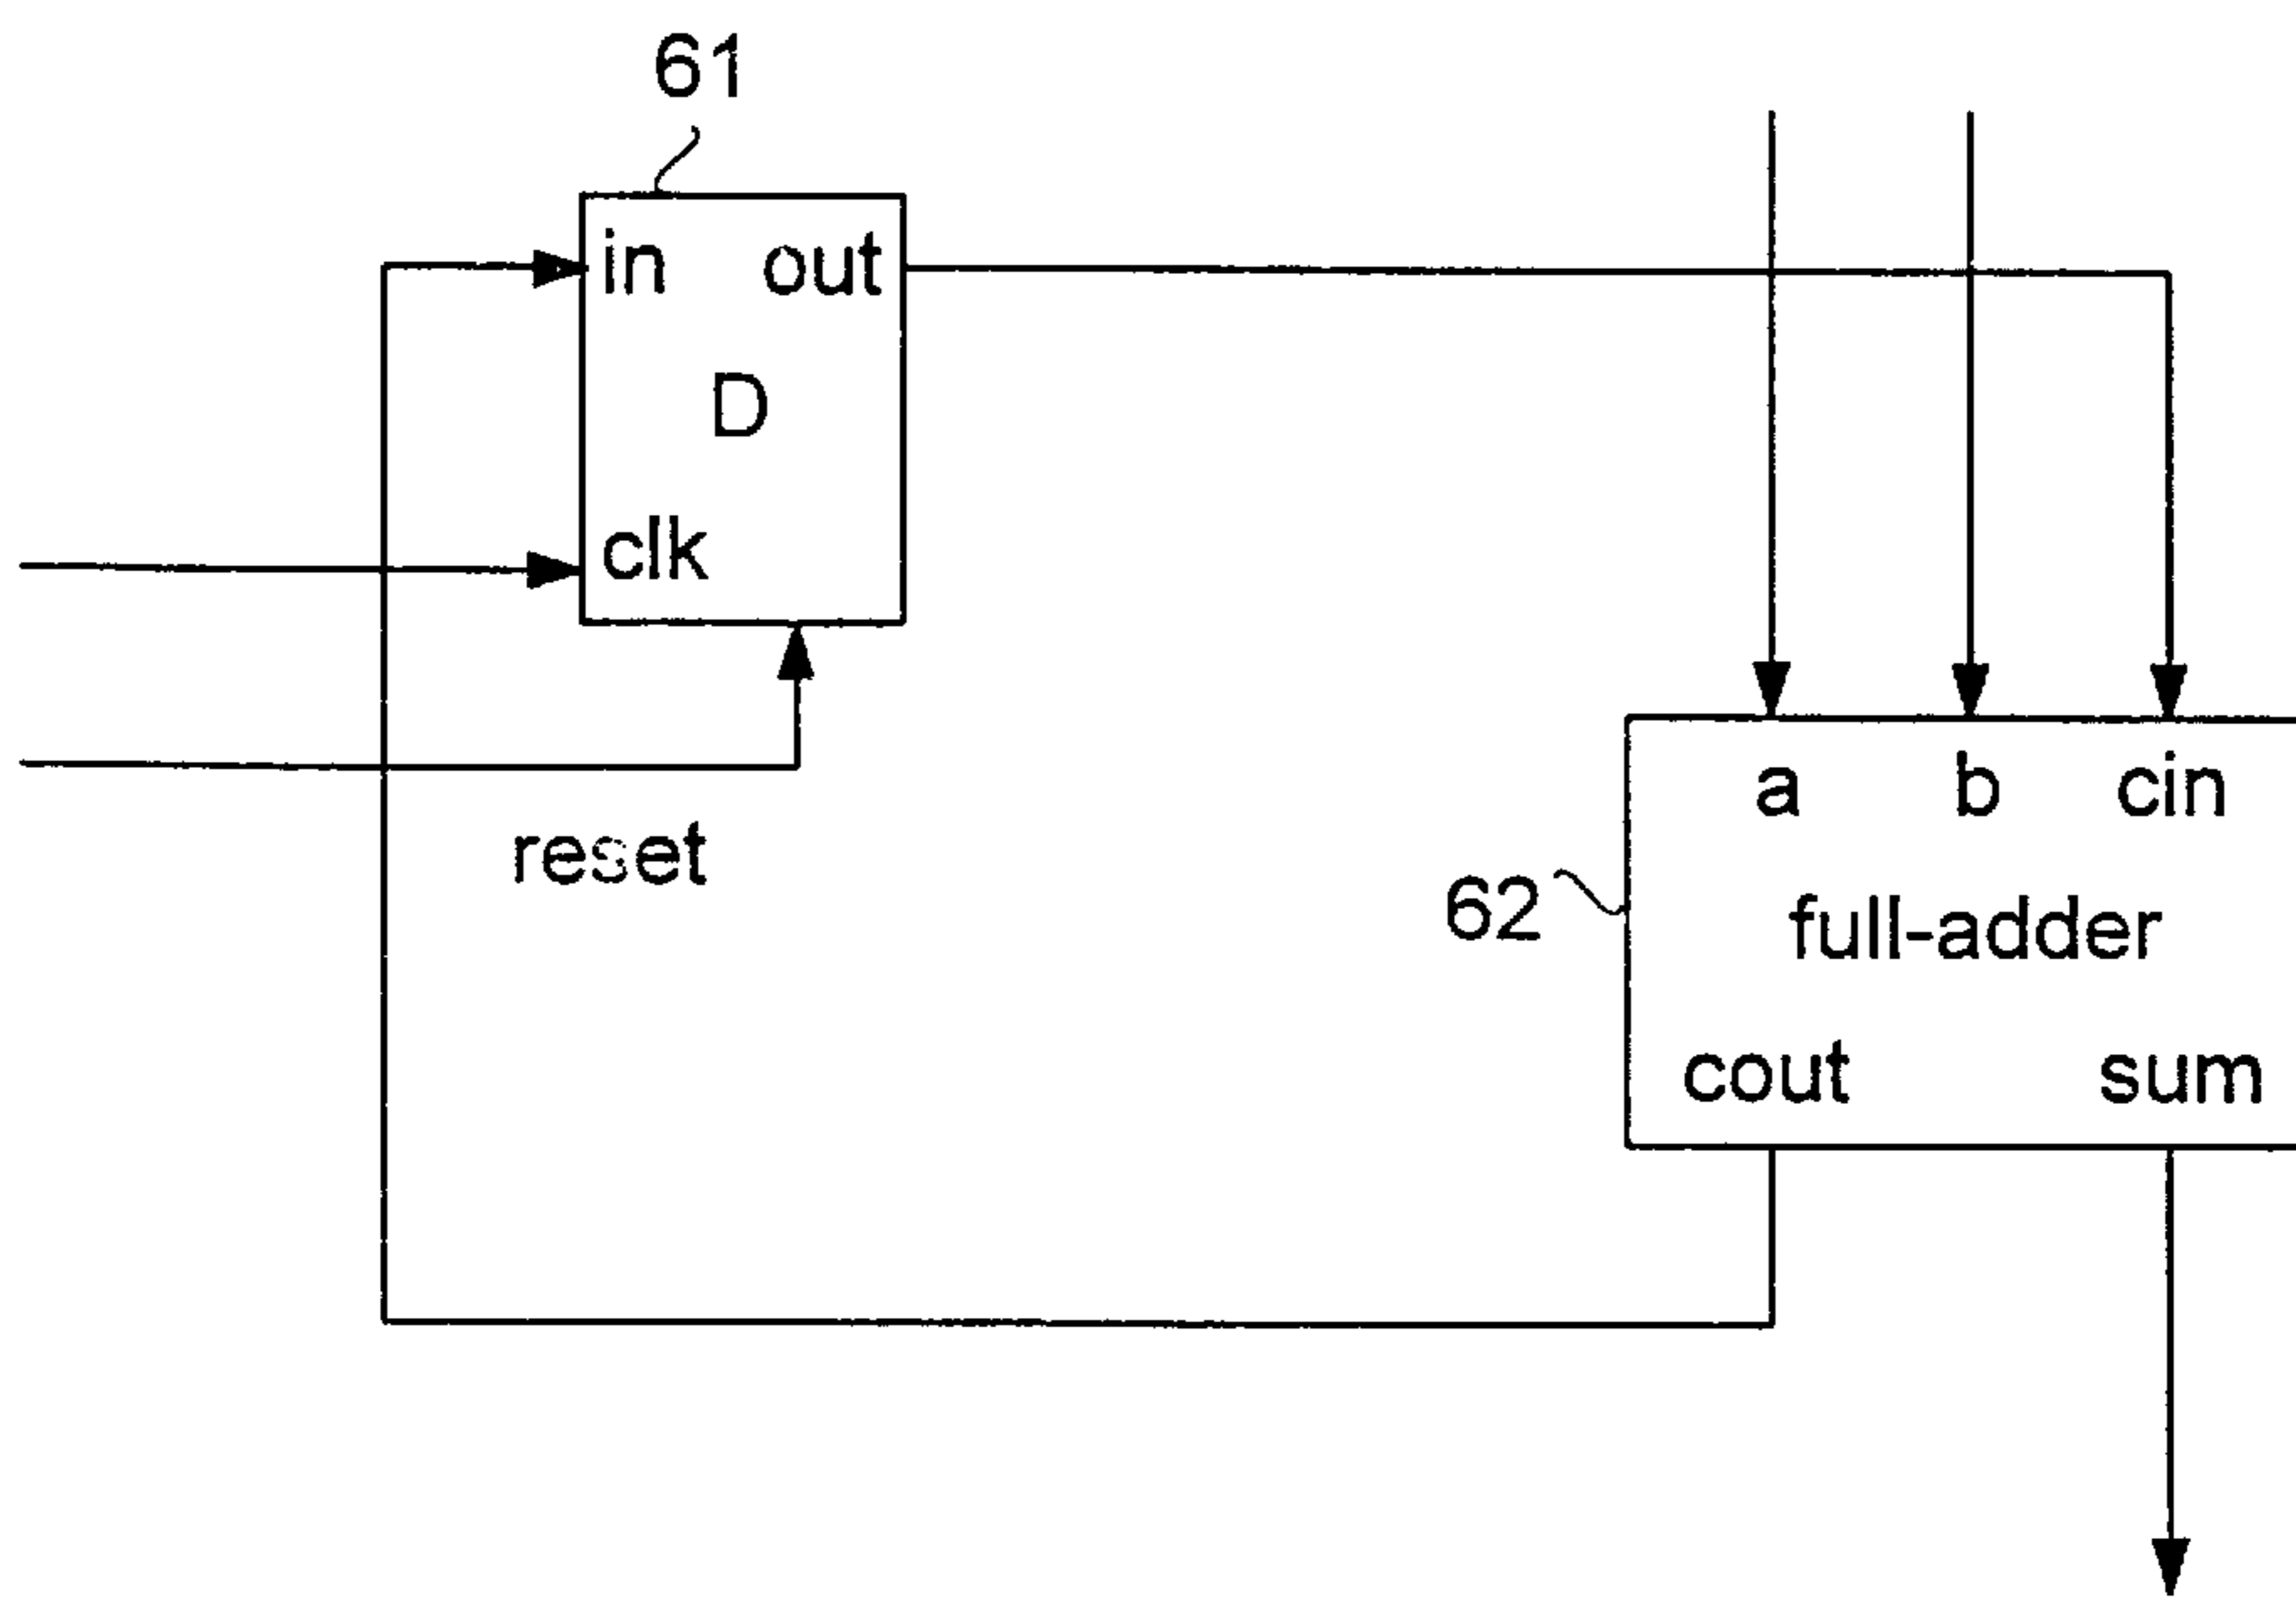 61
in out
D
clk
reset
a b cin
62
full-adder
cout sum